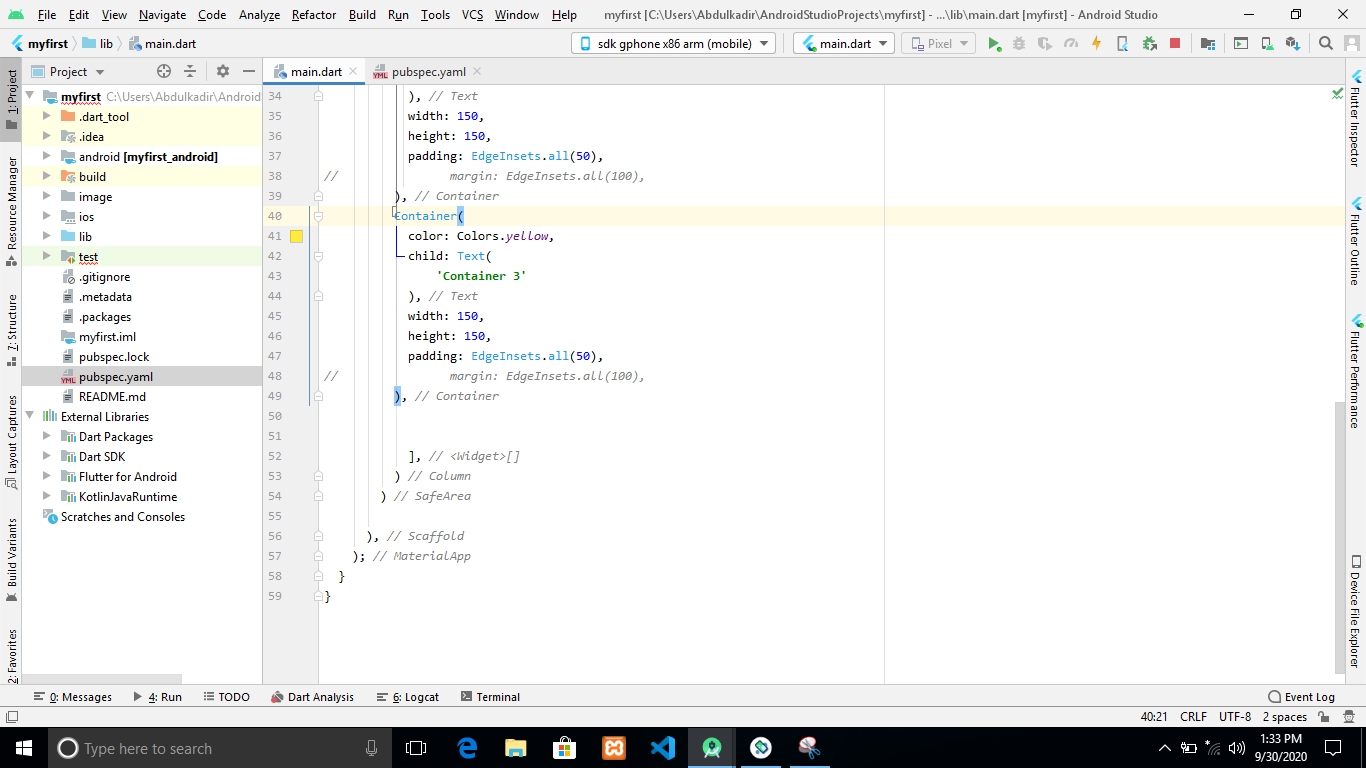 File Edit View Navigate Code Analyze Refactor Build Run Tools VCS Window Help myfirst [C:\Users\Abdulkadir\AndroidStudioProjects\myfirst] - ...\lib\main.dart [myfirst] - Android Studio
myfirst lib main.dart sdk gphone x86 arm (mobile) main.dart Pixel
Project main.dart pubspec.yaml
1: Project
Resource Manager
7: Structure
Layout Captures
Build Variants
2: Favorites
myfirst C:\Users\Abdulkadir\Android
.dart_tool
.idea
android [myfirst_android]
build
image
ios
lib
test
.gitignore
.metadata
.packages
myfirst.iml
pubspec.lock
pubspec.yaml
README.md
External Libraries
Dart Packages
Dart SDK
Flutter for Android
KotlinJavaRuntime
Scratches and Consoles
34 ), // Text
35 width: 150,
36 height: 150,
37 padding: EdgeInsets.all(50),
38 // margin: EdgeInsets.all(100),
39 ), // Container
40 Container(
41 color: Colors.yellow,
42 child: Text(
43 'Container 3'
44 ), // Text
45 width: 150,
46 height: 150,
47 padding: EdgeInsets.all(50),
48 // margin: EdgeInsets.all(100),
49 ), // Container
50
51
52 ], // <Widget>[]
53 ) // Column
54 ) // SafeArea
55
56 ), // Scaffold
57 ); // MaterialApp
58 }
59 }
Flutter Inspector
Flutter Outline
Flutter Performance
Device File Explorer
0: Messages 4: Run TODO Dart Analysis 6: Logcat Terminal Event Log
40:21 CRLF UTF-8 2 spaces
Type here to search
1:33 PM
9/30/2020